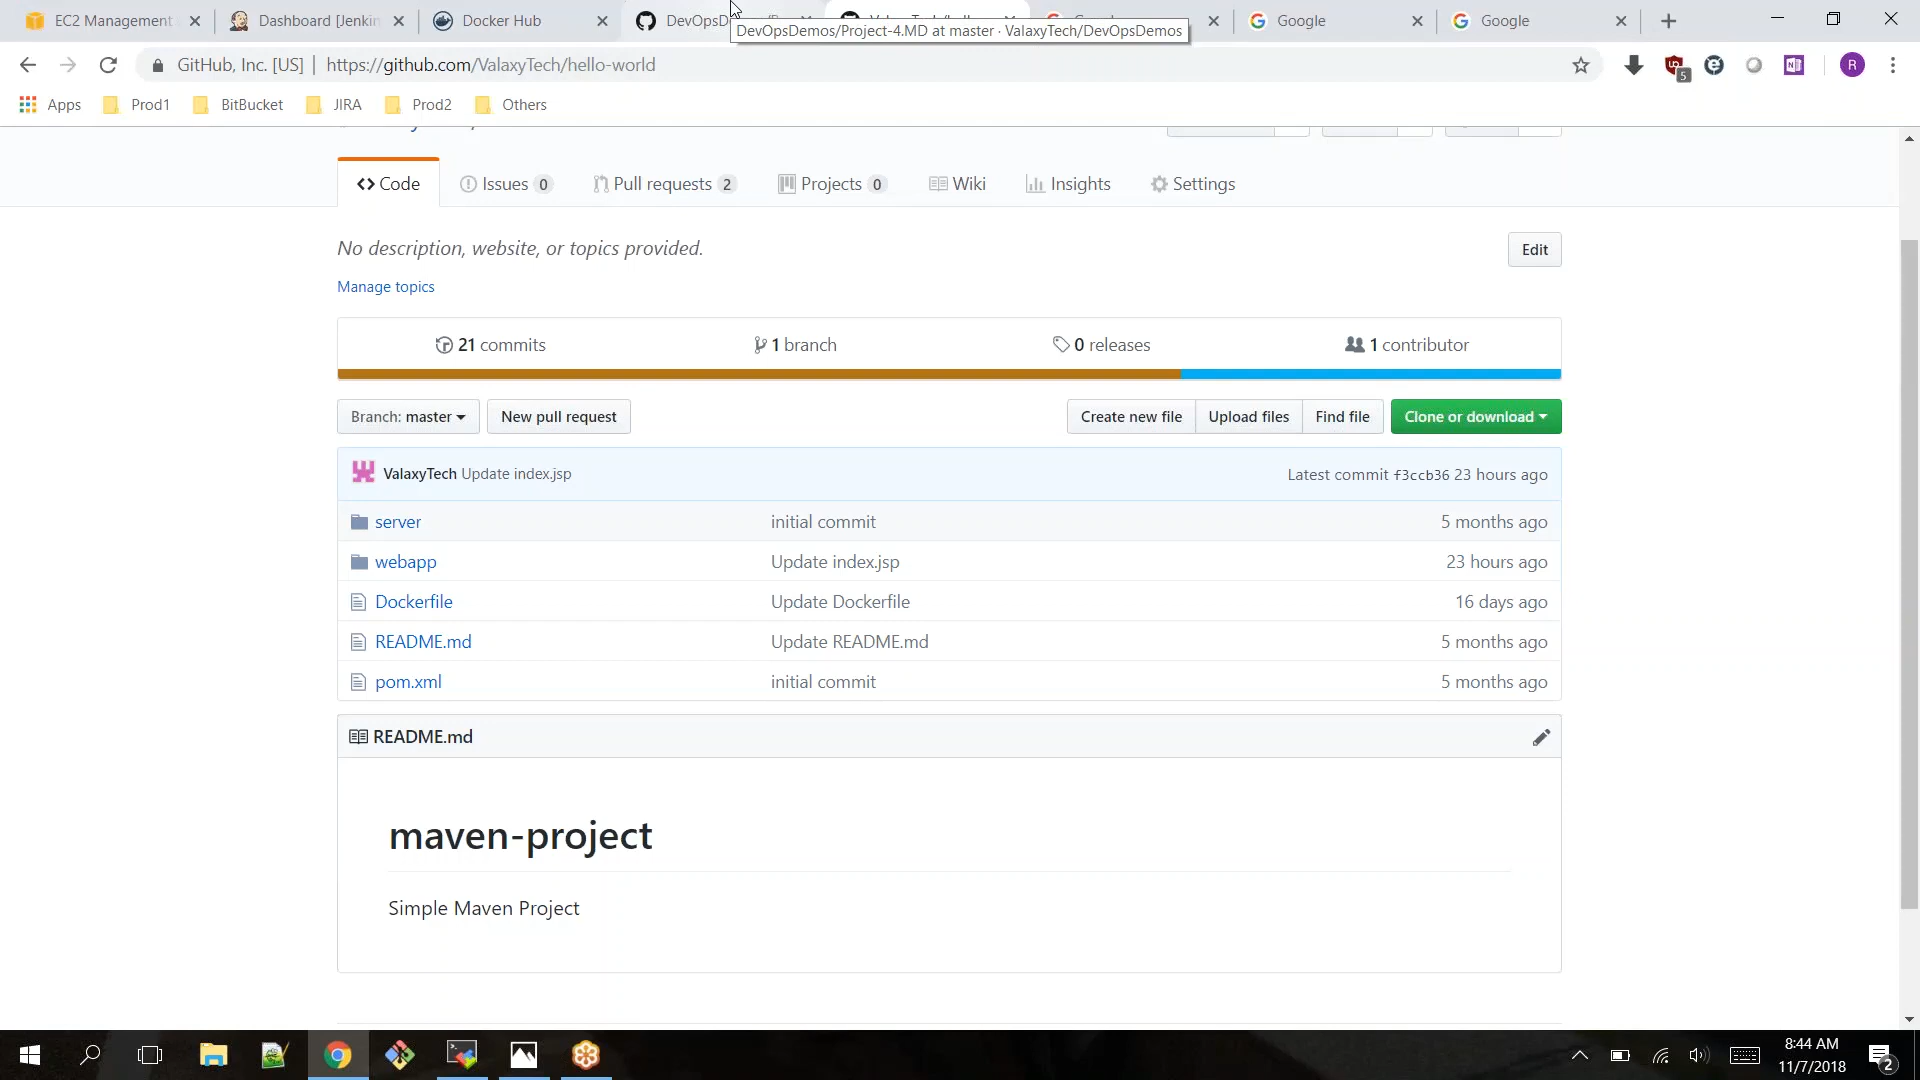 EC2 Management
Dashboard [Jenkin
Docker Hub
DevOpsD
Google
Google
DevOpsDemos/Project-4.MD at master · ValaxyTech/DevOpsDemos
GitHub, Inc. [US] | https://github.com/ValaxyTech/hello-world
5
R
Apps
Prod1
BitBucket
JIRA
Prod2
Others
Code
Issues 0
Pull requests 2
Projects 0
Wiki
Insights
Settings
No description, website, or topics provided.
Edit
Manage topics
21 commits
1 branch
0 releases
1 contributor
Branch: master
New pull request
Create new file
Upload files
Find file
Clone or download
ValaxyTech Update index.jsp
Latest commit f3ccb36 23 hours ago
server initial commit 5 months ago
webapp Update index.jsp 23 hours ago
Dockerfile Update Dockerfile 16 days ago
README.md Update README.md 5 months ago
pom.xml initial commit 5 months ago
README.md
maven-project
Simple Maven Project
8:44 AM
11/7/2018
2